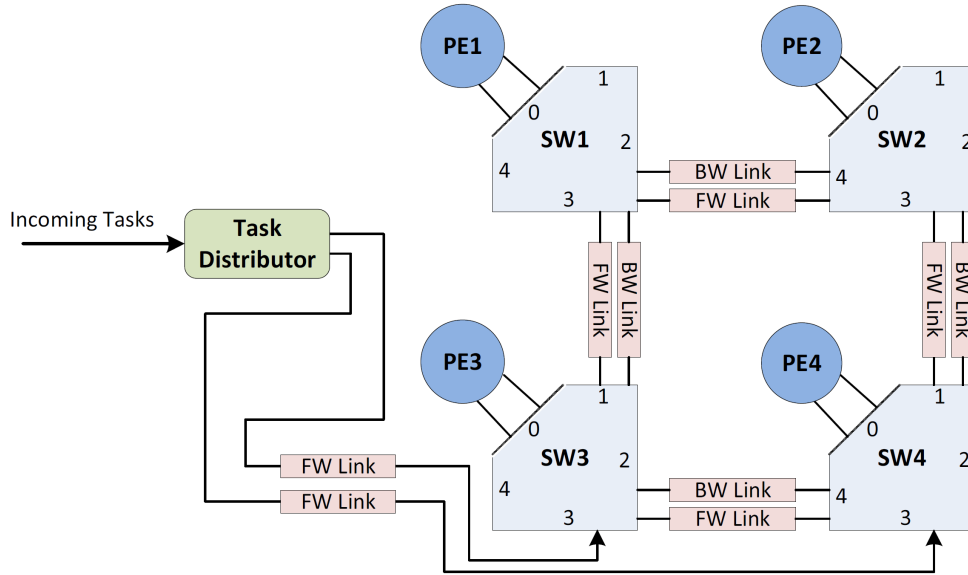 PE1
PE2
1
1
0
0
SW1
2
SW2
2
4
BW Link
4
3
FW Link
3
Incoming Tasks
Task
Distributor
FW Link
BW Link
FW Link
BW Link
PE3
PE4
1
1
0
0
SW3
2
SW4
2
FW Link
4
BW Link
4
FW Link
3
FW Link
3